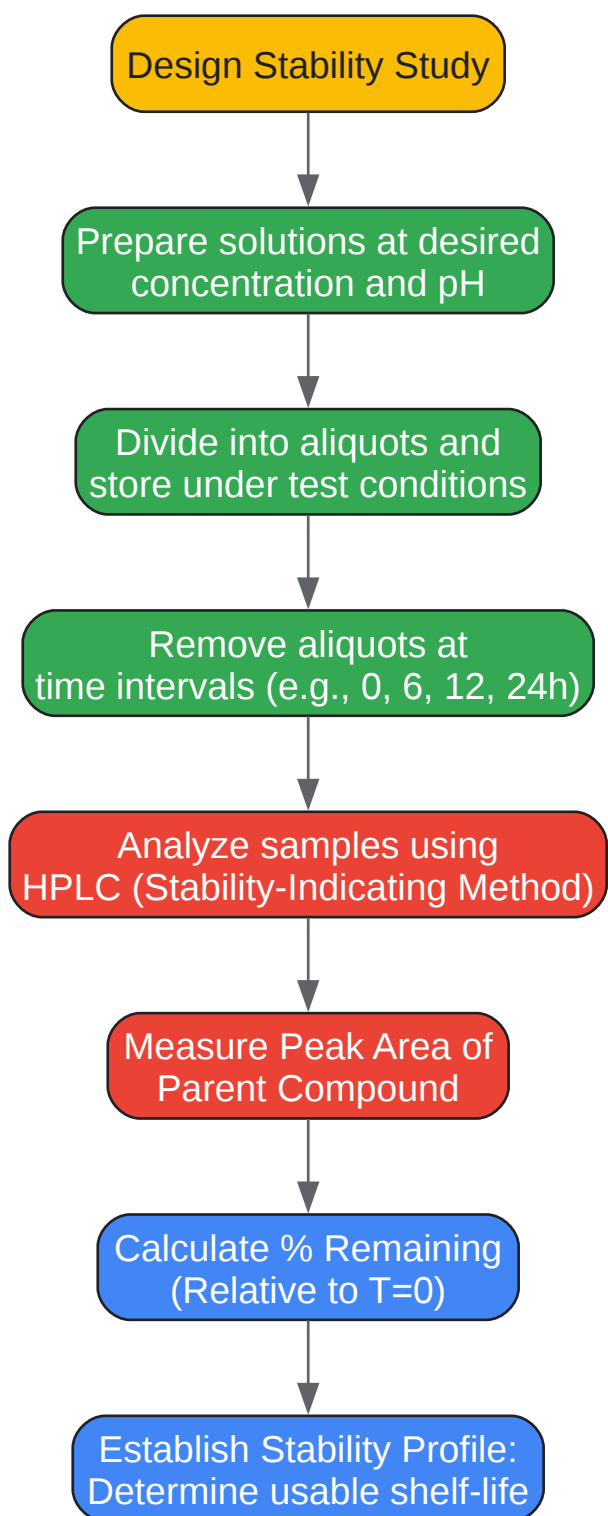 Design Stability Study
Prepare solutions at desired
concentration and pH
Divide into aliquots and
store under test conditions
Remove aliquots at
time intervals (e.g., 0, 6, 12, 24h)
Analyze samples using
HPLC (Stability-Indicating Method)
Measure Peak Area of
Parent Compound
Calculate % Remaining
(Relative to T=0)
Establish Stability Profile:
Determine usable shelf-life